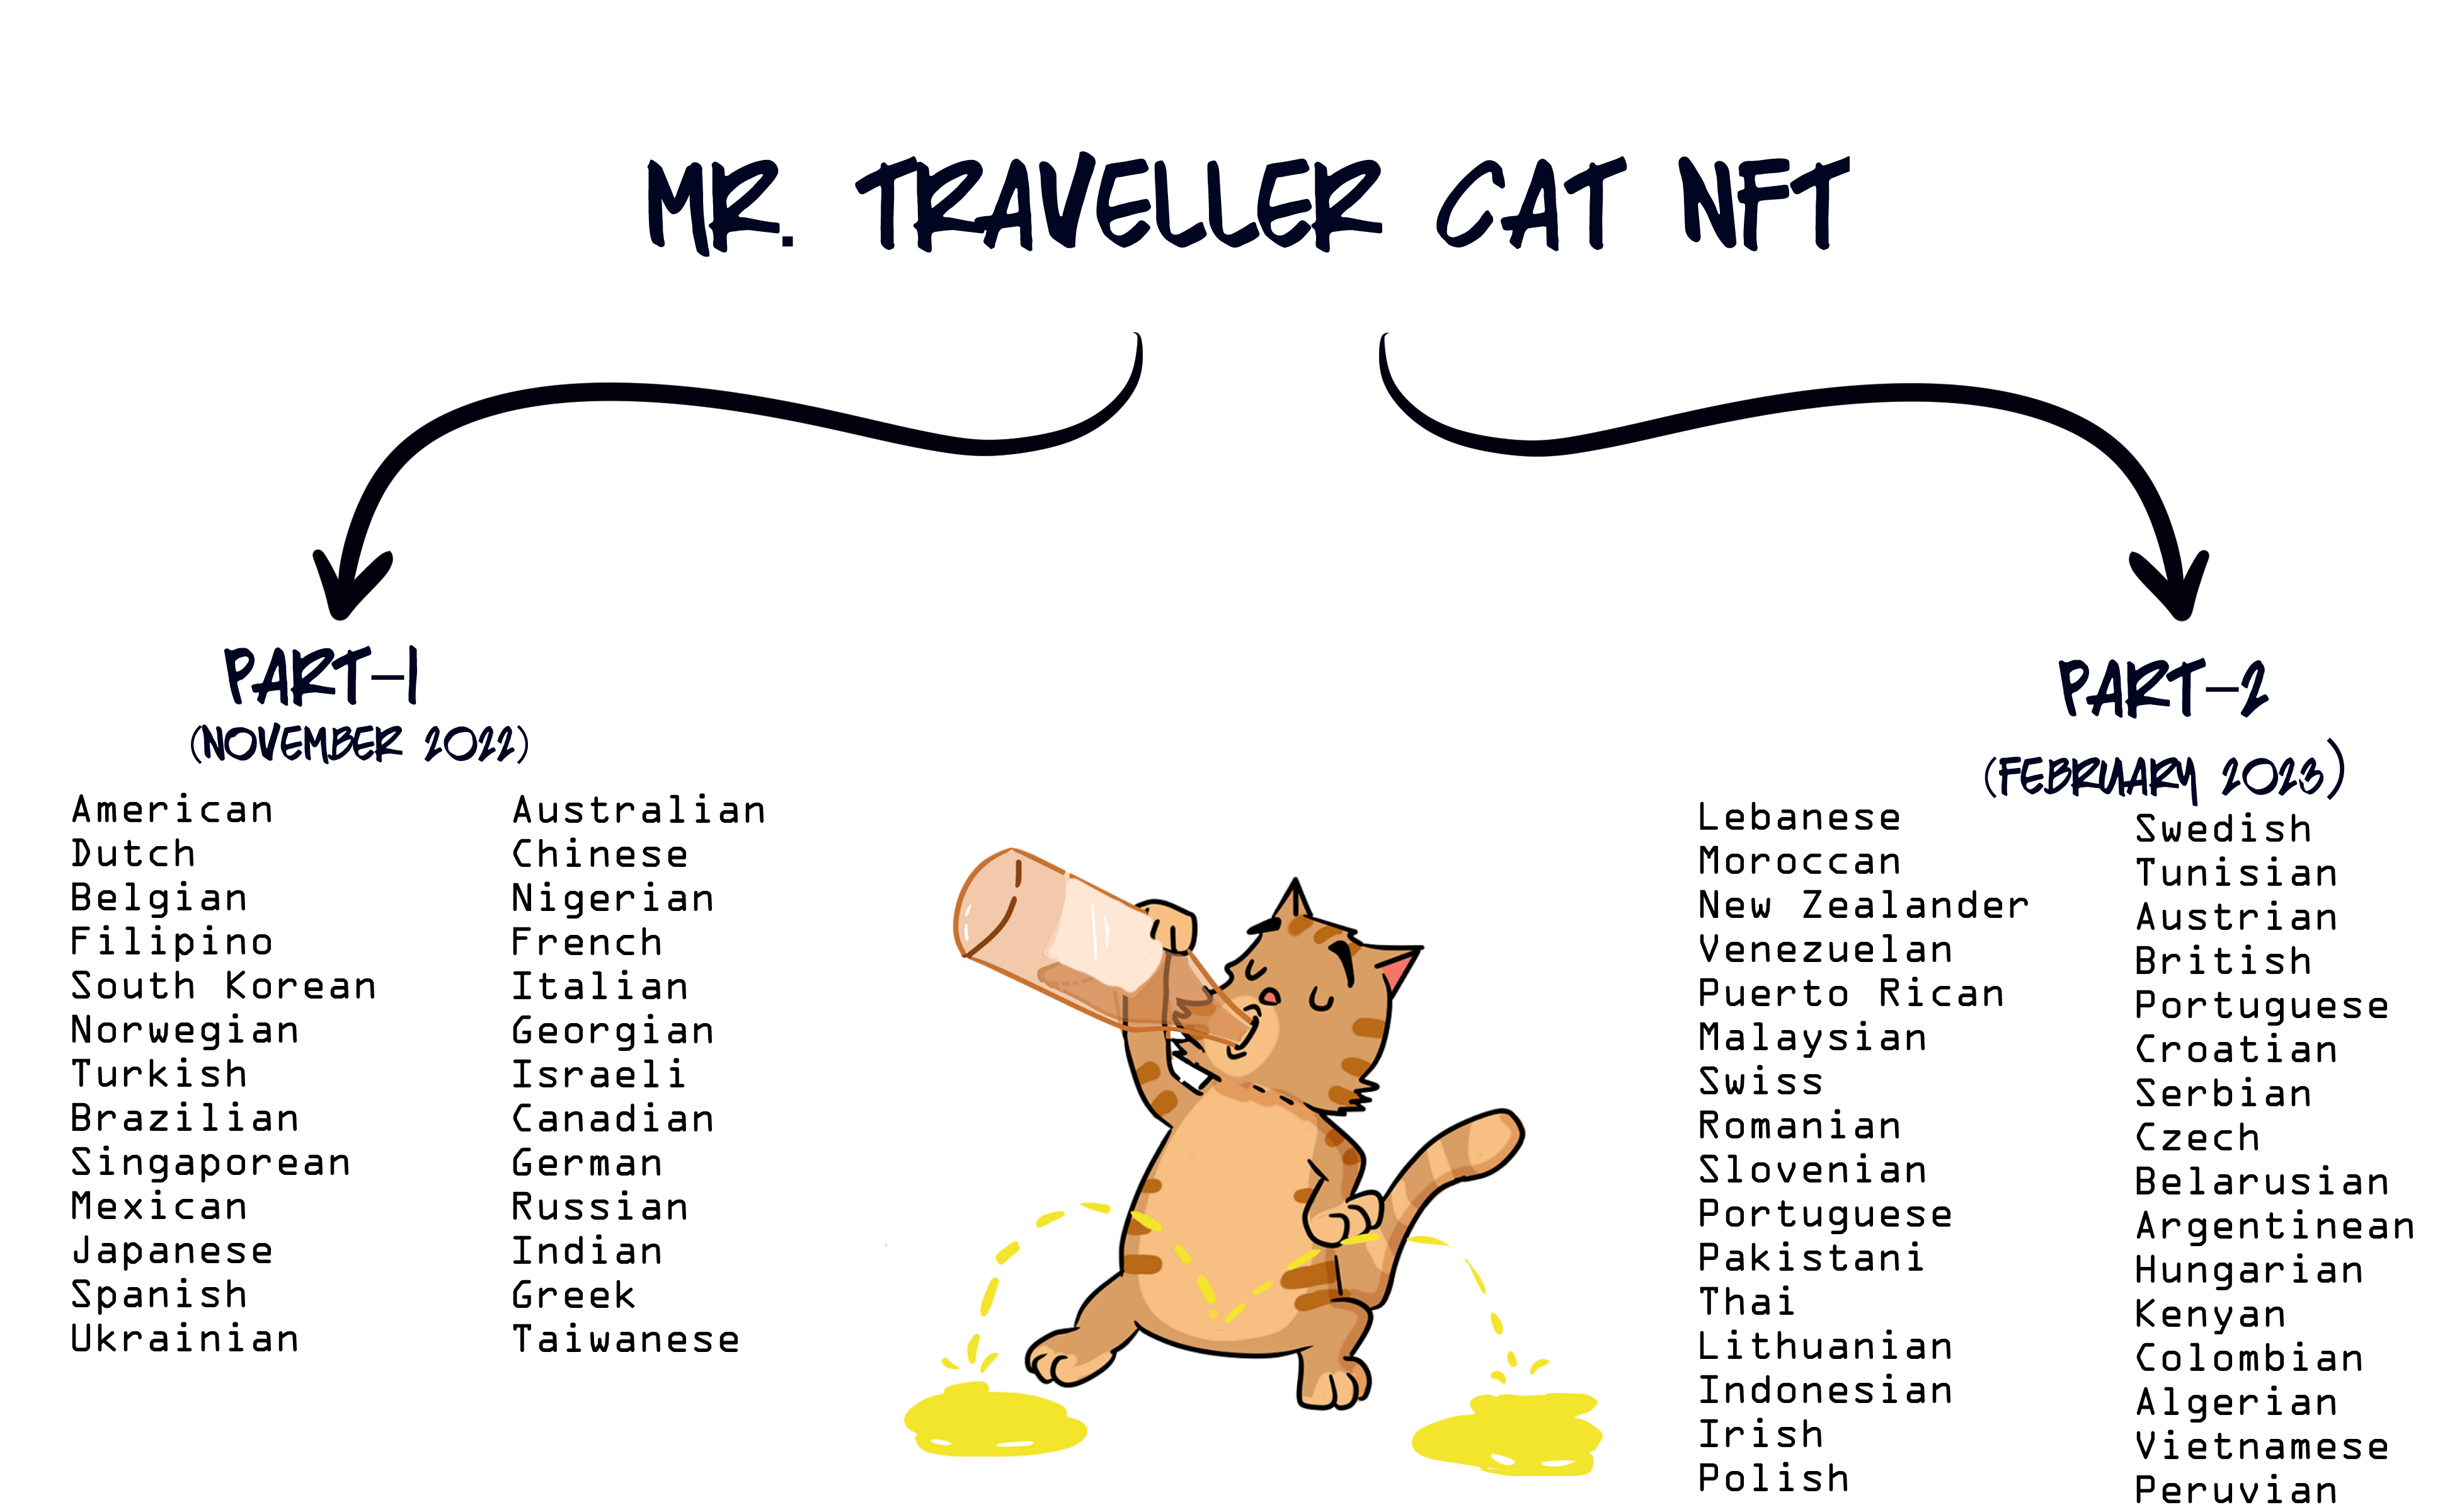 MR. TRAVELLER CAT NFT
PART-1
(NOVEMBER 2022)
American
Dutch
Belgian
Filipino
South Korean
Norwegian
Turkish
Brazilian
Singaporean
Mexican
Japanese
Spanish
Ukrainian
Australian
Chinese
Nigerian
French
Italian
Georgian
Israeli
Canadian
German
Russian
Indian
Greek
Taiwanese
PART-2
(FEBRUARY 2023)
Lebanese
Moroccan
New Zealander
Venezuelan
Puerto Rican
Malaysian
Swiss
Romanian
Slovenian
Portuguese
Pakistani
Thai
Lithuanian
Indonesian
Irish
Polish
Swedish
Tunisian
Austrian
British
Portuguese
Croatian
Serbian
Czech
Belarusian
Argentinean
Hungarian
Kenyan
Colombian
Algerian
Vietnamese
Peruvian